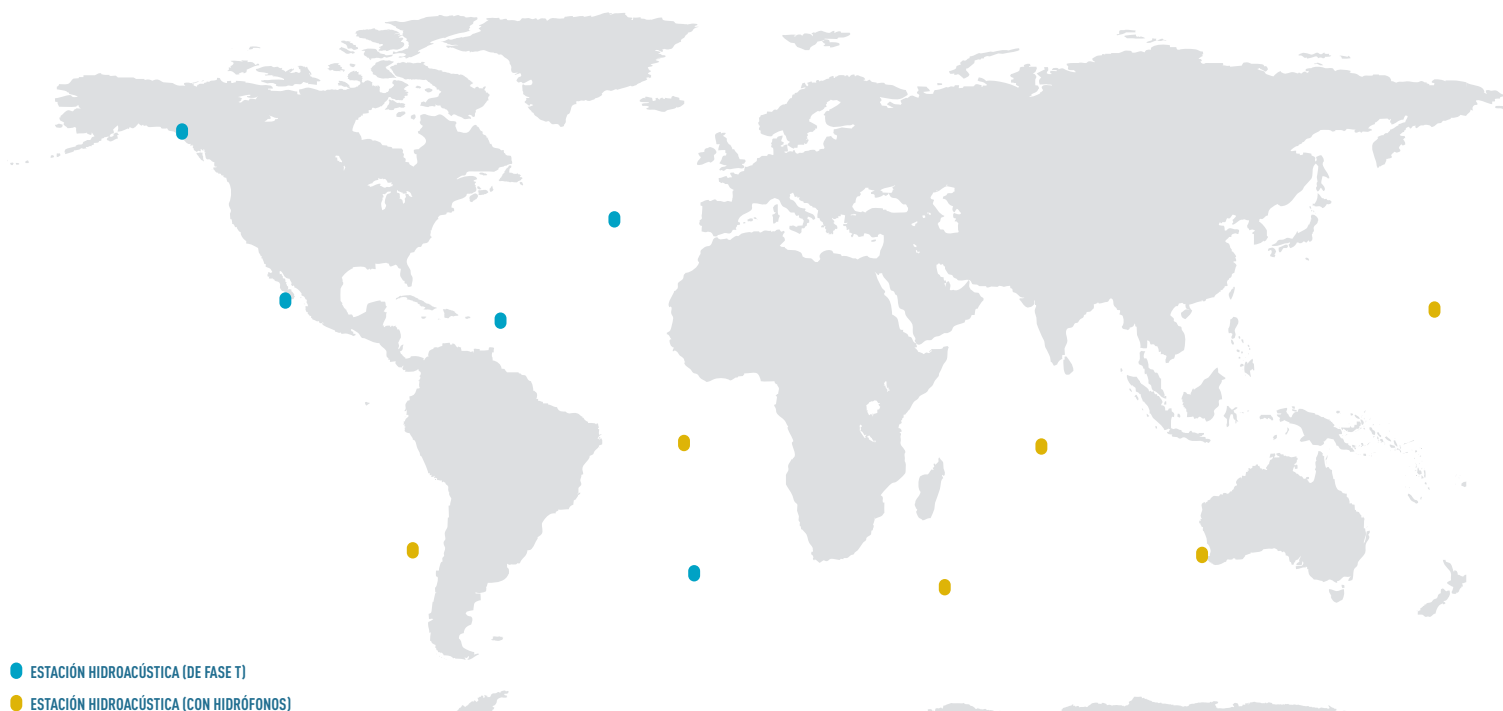 ESTACIÓN HIDROACÚSTICA (DE FASE T)
ESTACIÓN HIDROACÚSTICA (CON HIDRÓFONOS)